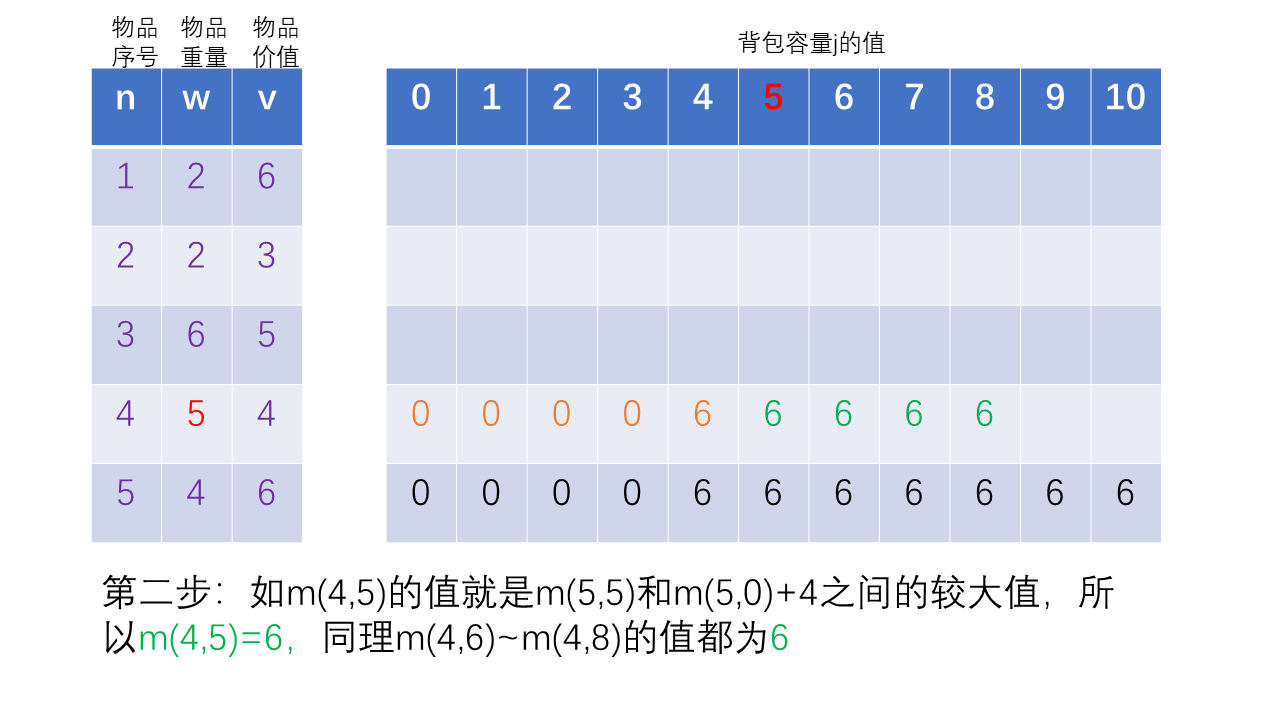 物品 物品 物品
序号 重量 价值
背包容量j的值
n w v 0 1 2 3 4 5 6 7 8 9 10
1 2 6
2 2 3
3 6 5
4 5 4 0 0 0 0 6 6 6 6 6
5 4 6 0 0 0 0 6 6 6 6 6 6 6
第二步：如m(4,5)的值就是m(5,5)和m(5,0)+4之间的较大值，所
以m(4,5)=6，同理m(4,6)~m(4,8)的值都为6